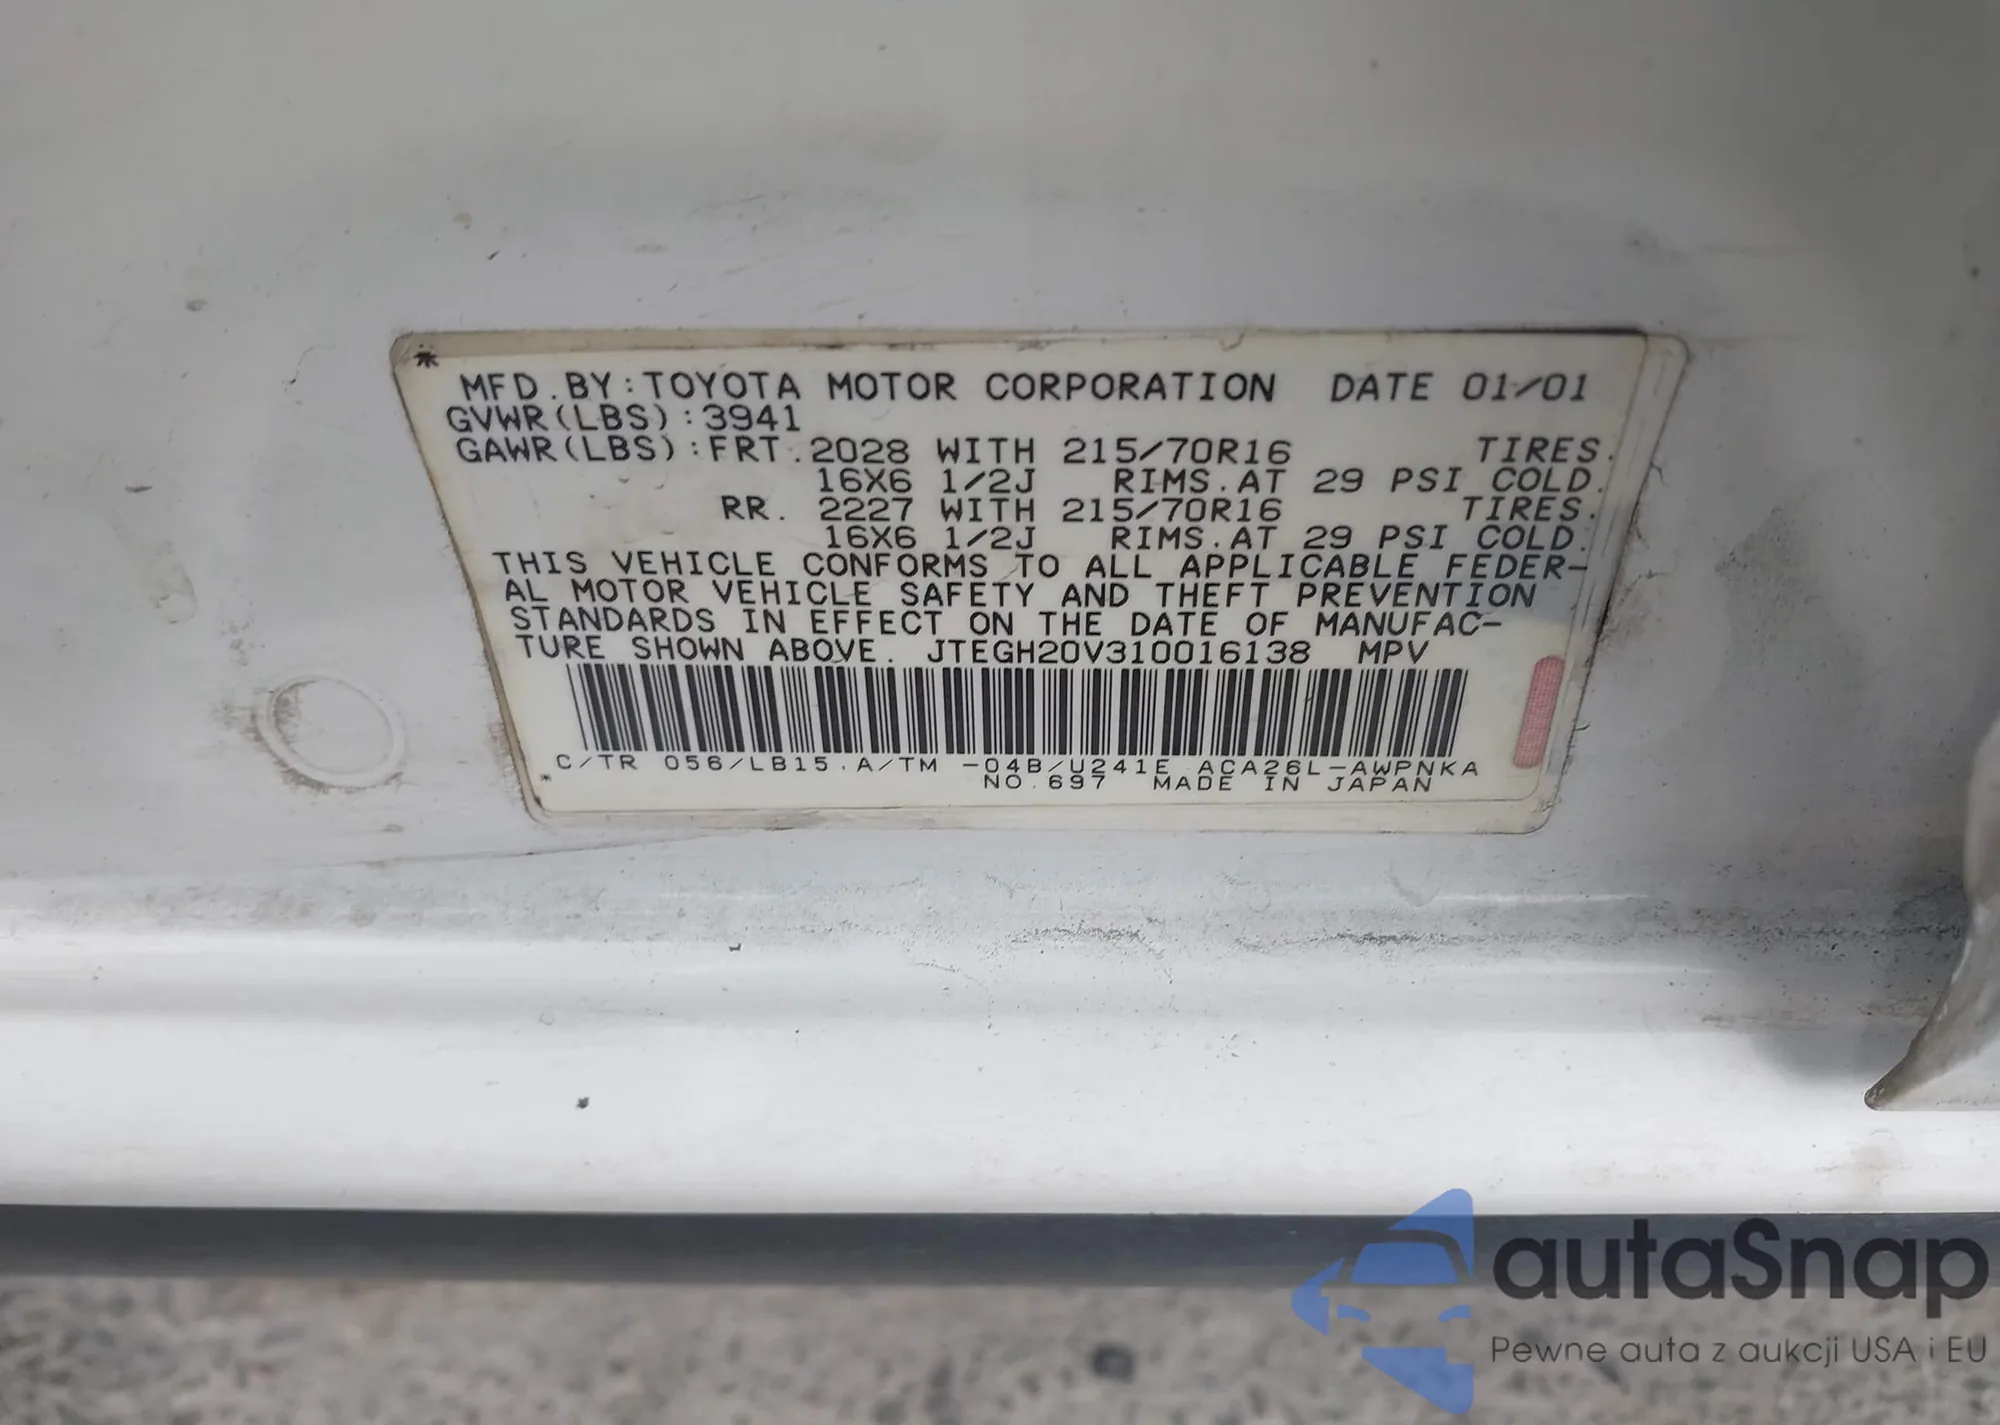 MFD. BY: TOYOTA MOTOR CORPORATION DATE 01/01
GVWR(LBS): 3941
GAWR(LBS): FRT. 2028 WITH 215/70R16 TIRES.
16X6 1/2J RIMS. AT 29 PSI COLD.
RR. 2227 WITH 215/70R16 TIRES.
16X6 1/2J RIMS. AT 29 PSI COLD.
THIS VEHICLE CONFORMS TO ALL APPLICABLE FEDER-
AL MOTOR VEHICLE SAFETY AND THEFT PREVENTION
STANDARDS IN EFFECT ON THE DATE OF MANUFAC-
TURE SHOWN ABOVE. JTEGH20V310016138 MPV
C/TR 056/LB15. A/TM -04B/U241E ACA26L-AWPNKA
NO. 697 MADE IN JAPAN
autaSnap
Pewne auta z aukcji USA i EU